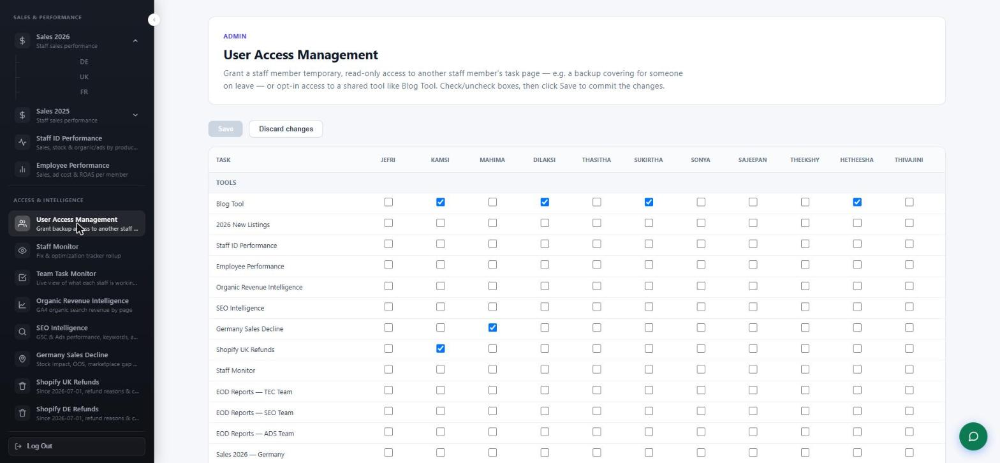 SALES & PERFORMANCE
Sales 2026
Staff sales performance
DE
UK
FR
Sales 2025
Staff sales performance
Staff ID Performance
Sales, stock & organic/ads by produc...
Employee Performance
Sales, ad cost & ROAS per member
ACCESS & INTELLIGENCE
User Access Management
Grant backup to another staff ...
Staff Monitor
Fix & optimization tracker rollup
Team Task Monitor
Live view of what each staff is workin...
Organic Revenue Intelligence
GA4 organic search revenue by page
SEO Intelligence
GSC & Ads performance, keywords, a...
Germany Sales Decline
Stock impact, OOS, marketplace gap ...
Shopify UK Refunds
Since 2026-07-01, refund reasons & c...
Shopify DE Refunds
Since 2026-07-01, refund reasons & c...
Log Out
ADMIN
User Access Management
Grant a staff member temporary, read-only access to another staff member's task page — e.g. a backup covering for someone
on leave — or opt-in access to a shared tool like Blog Tool. Check/uncheck boxes, then click Save to commit the changes.
Save Discard changes
TASK JEFRI KAMSI MAHIMA DILAKSI THASITHA SUKIRTHA SONYA SAJEEPAN THEEKSHY HETHEESHA THIVAJINI
TOOLS
Blog Tool
2026 New Listings
Staff ID Performance
Employee Performance
Organic Revenue Intelligence
SEO Intelligence
Germany Sales Decline
Shopify UK Refunds
Staff Monitor
EOD Reports — TEC Team
EOD Reports — SEO Team
EOD Reports — ADS Team
Sales 2026 — Germany